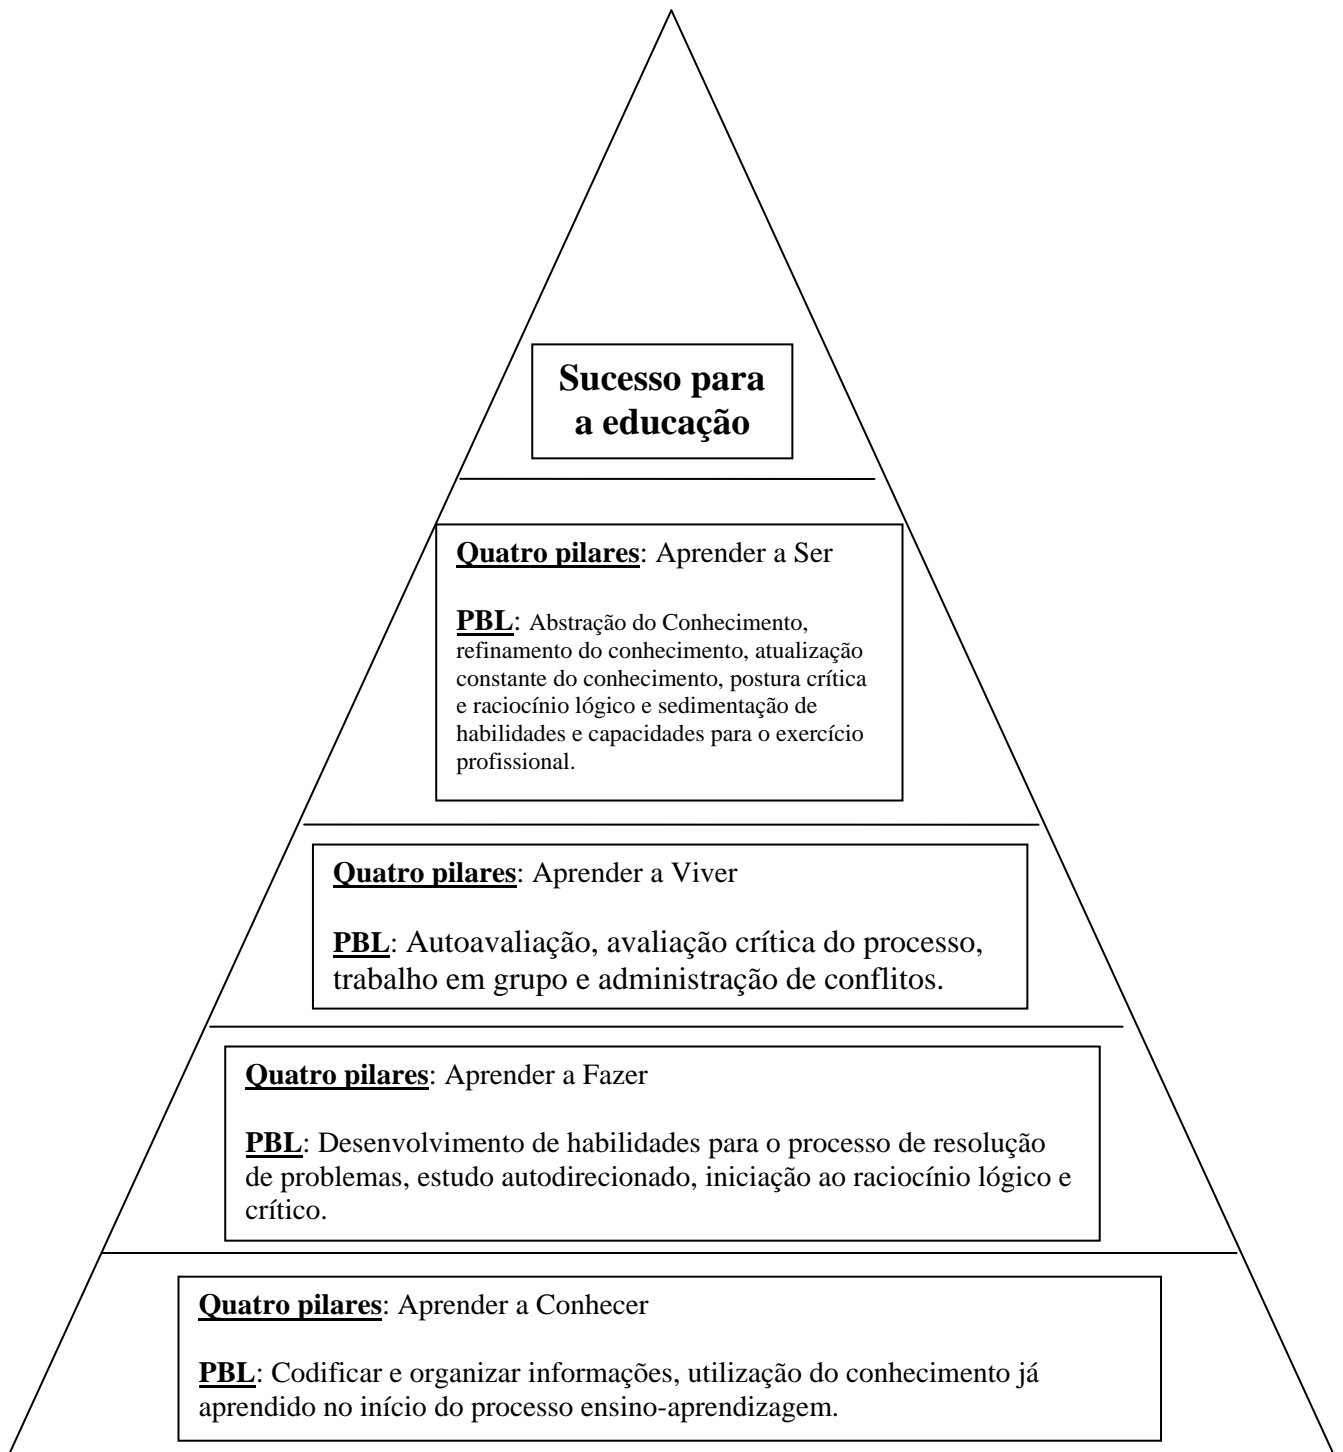 Sucesso para
a educação
Quatro pilares: Aprender a Ser
PBL: Abstração do Conhecimento,
refinamento do conhecimento, atualização
constante do conhecimento, postura crítica
e raciocínio lógico e sedimentação de
habilidades e capacidades para o exercício
profissional.
Quatro pilares: Aprender a Viver
PBL: Autoavaliação, avaliação crítica do processo,
trabalho em grupo e administração de conflitos.
Quatro pilares: Aprender a Fazer
PBL: Desenvolvimento de habilidades para o processo de resolução
de problemas, estudo autodirecionado, iniciação ao raciocínio lógico e
crítico.
Quatro pilares: Aprender a Conhecer
PBL: Codificar e organizar informações, utilização do conhecimento já
aprendido no início do processo ensino-aprendizagem.